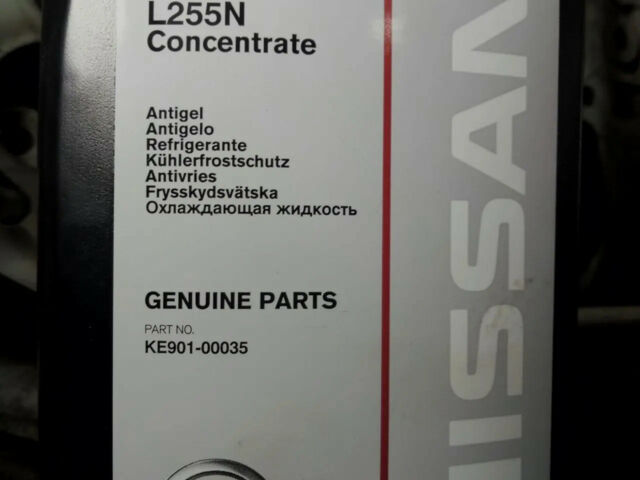 L255N
Concentrate
Antigel
Antigelo
Refrigerante
Kühlerfrostschutz
Antivries
Frysskydsvätska
Охлаждающая жидкость
GENUINE PARTS
PART NO.
KE901-00035
NISSAN